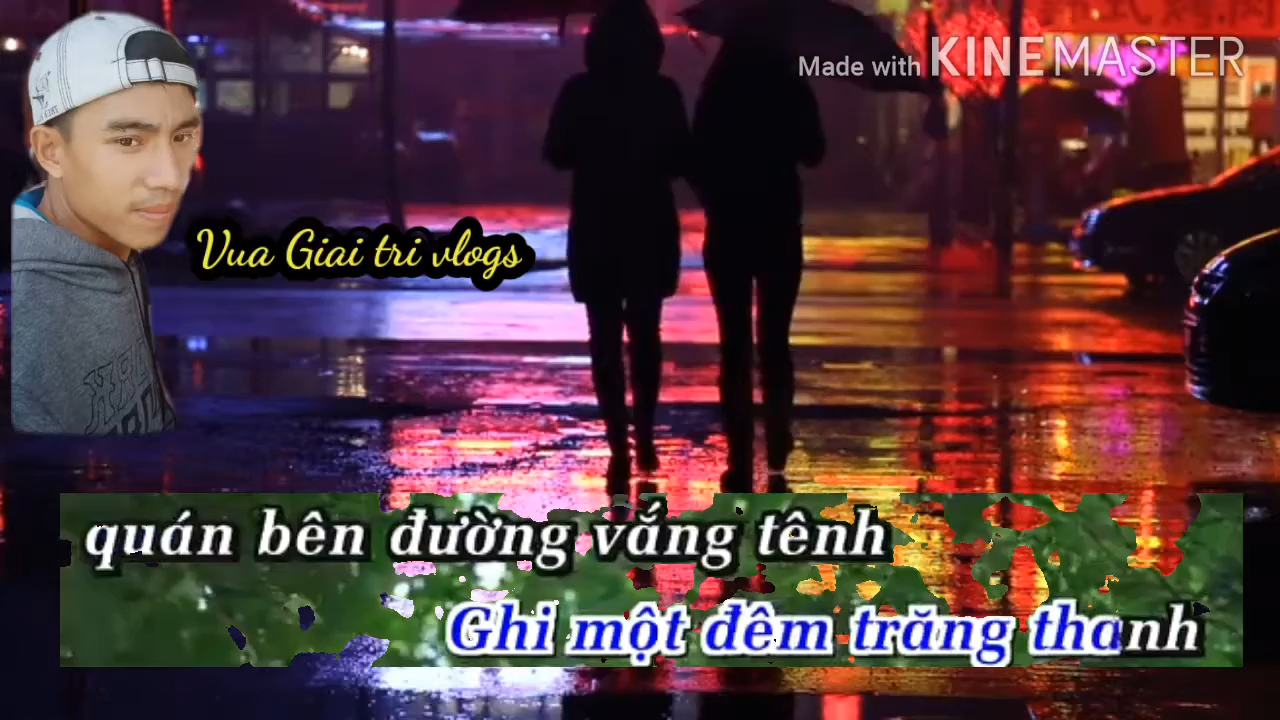 Made with KINEMASTER
Vua Giai tri vlogs
quán bên đường vắng tênh
Ghi một đêm trăng thanh